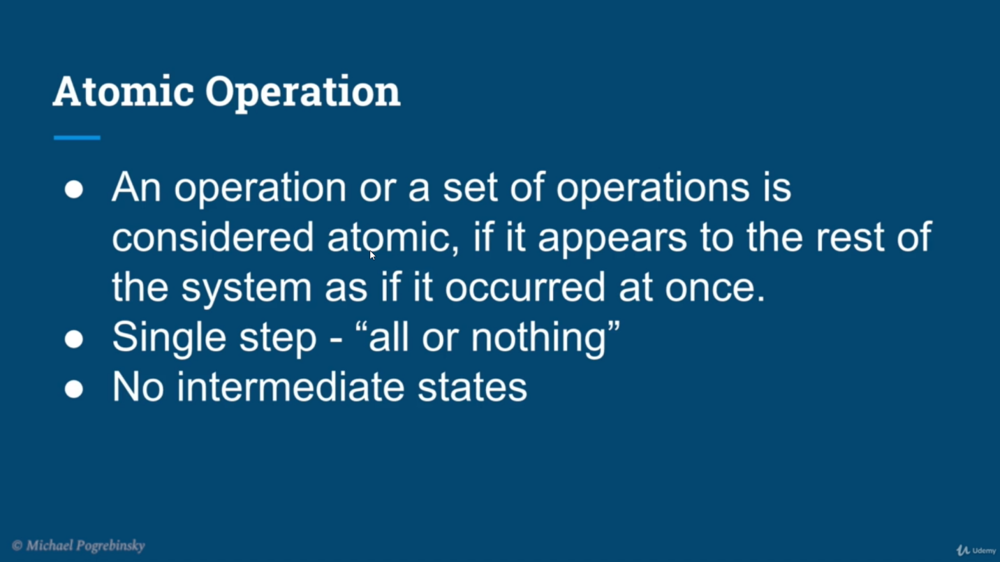 Atomic Operation
● An operation or a set of operations is
considered atomic, if it appears to the rest of
the system as if it occurred at once.
● Single step - “all or nothing”
● No intermediate states
© Michael Pogrebinsky
Udemy